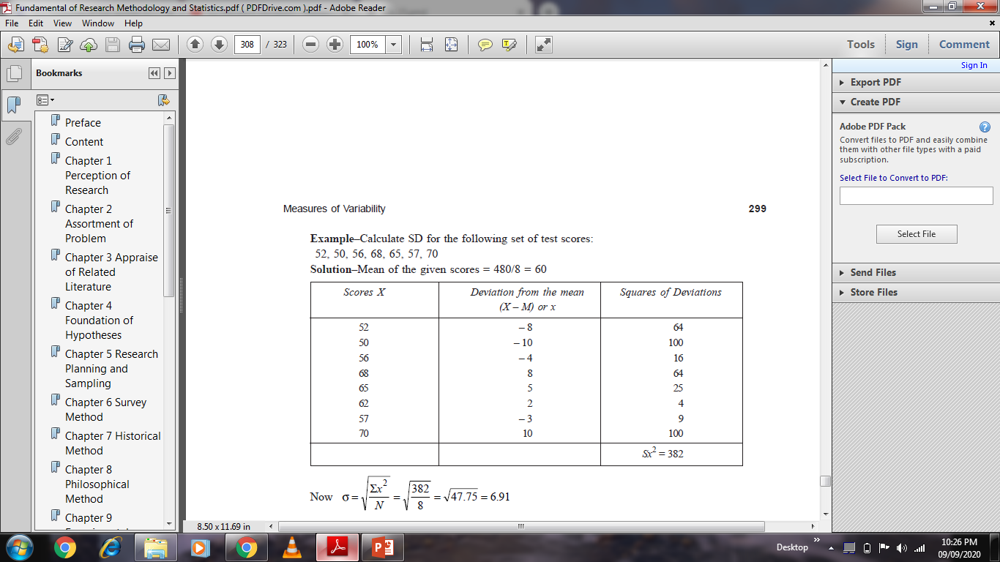 Fundamental of Research Methodology and Statistics.pdf ( PDFDrive.com ).pdf - Adobe Reader
File Edit View Window Help
308 / 323 100% Tools Sign Comment
Sign In
Bookmarks
Preface
Content
Chapter 1
Perception of
Research
Chapter 2
Assortment of
Problem
Chapter 3 Appraise
of Related
Literature
Chapter 4
Foundation of
Hypotheses
Chapter 5 Research
Planning and
Sampling
Chapter 6 Survey
Method
Chapter 7 Historical
Method
Chapter 8
Philosophical
Method
Chapter 9
Measures of Variability 299
Example–Calculate SD for the following set of test scores:
52, 50, 56, 68, 65, 57, 70
Solution–Mean of the given scores = 480/8 = 60
Scores X Deviation from the mean Squares of Deviations
(X – M) or x
52 – 8 64
50 – 10 100
56 – 4 16
68 8 64
65 5 25
62 2 4
57 – 3 9
70 10 100
Sx² = 382
Now σ = √(Σx²/N) = √(382/8) = √47.75 = 6.91
8.50 x 11.69 in
Export PDF
Create PDF
Adobe PDF Pack ?
Convert files to PDF and easily combine
them with other file types with a paid
subscription.
Select File to Convert to PDF:
Select File
Send Files
Store Files
Desktop » 10:26 PM
09/09/2020